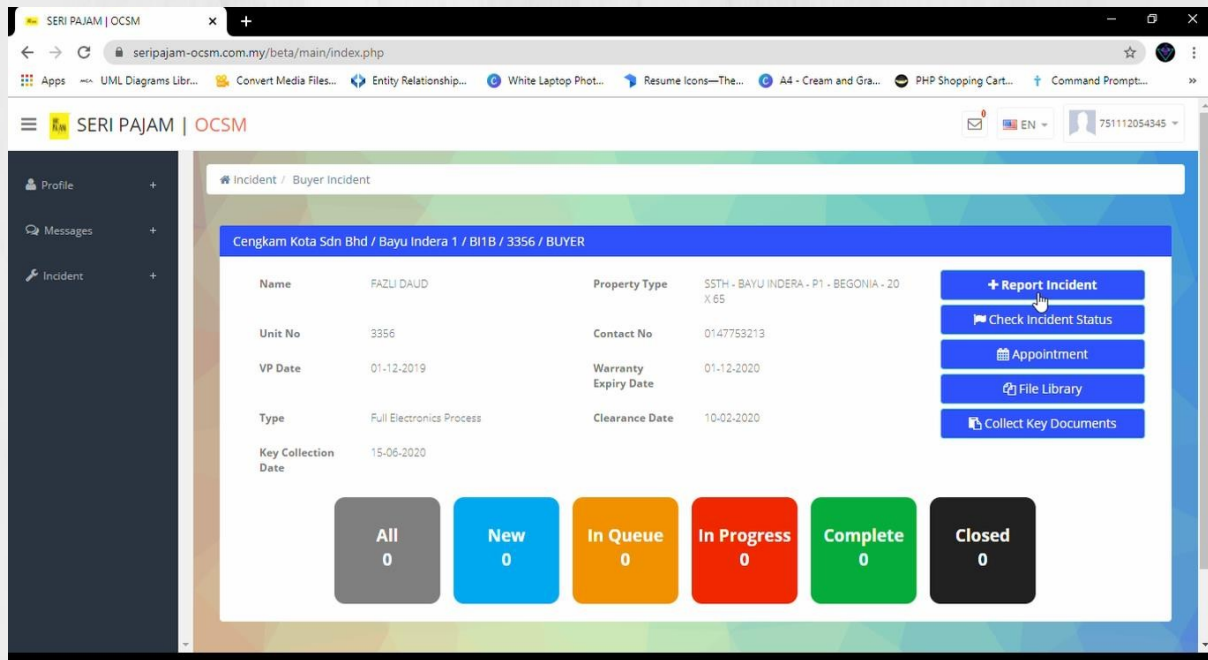 SERI PAJAM | OCSM
seripajam-ocsm.com.my/beta/main/index.php
Apps UML Diagrams Libr... Convert Media Files... Entity Relationship... White Laptop Phot... Resume Icons—The... A4 - Cream and Gra... PHP Shopping Cart... Command Prompt:... »
SERI PAJAM | OCSM 0 EN 751112054345
Profile +
Messages +
Incident +
Incident / Buyer Incident
Cengkam Kota Sdn Bhd / Bayu Indera 1 / BI1B / 3356 / BUYER
Name FAZLI DAUD Property Type SSTH - BAYU INDERA - P1 - BEGONIA - 20
X 65
Unit No 3356 Contact No 0147753213
VP Date 01-12-2019 Warranty
Expiry Date 01-12-2020
Type Full Electronics Process Clearance Date 10-02-2020
Key Collection
Date 15-06-2020
+ Report Incident
Check Incident Status
Appointment
File Library
Collect Key Documents
All New In Queue In Progress Complete Closed
0 0 0 0 0 0